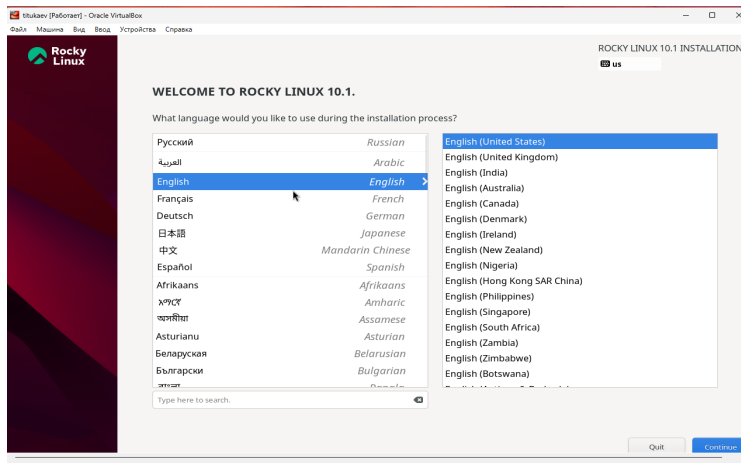 titukaev [Работает] - Oracle VirtualBox
Файл Машина Вид Ввод Устройства Справка
Rocky
Linux
ROCKY LINUX 10.1 INSTALLATION
us
WELCOME TO ROCKY LINUX 10.1.
What language would you like to use during the installation process?
Русский Russian
العربية Arabic
English English
Français French
Deutsch German
日本語 Japanese
中文 Mandarin Chinese
Español Spanish
Afrikaans Afrikaans
አማርኛ Amharic
অসমীয়া Assamese
Asturianu Asturian
Беларуская Belarusian
Български Bulgarian
English (United States)
English (United Kingdom)
English (India)
English (Australia)
English (Canada)
English (Denmark)
English (Ireland)
English (New Zealand)
English (Nigeria)
English (Hong Kong SAR China)
English (Philippines)
English (Singapore)
English (South Africa)
English (Zambia)
English (Zimbabwe)
English (Botswana)
Type here to search.
Quit
Continue